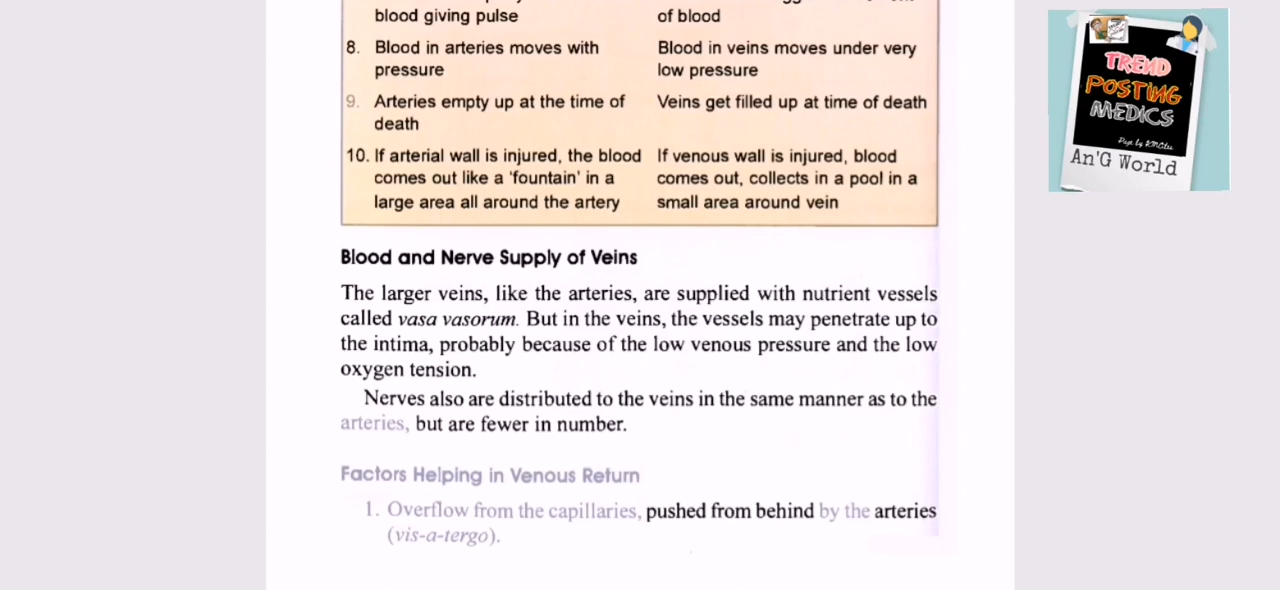 blood giving pulse of blood
8. Blood in arteries moves with Blood in veins moves under very
pressure low pressure
9. Arteries empty up at the time of Veins get filled up at time of death
death
10. If arterial wall is injured, the blood If venous wall is injured, blood
comes out like a 'fountain' in a comes out, collects in a pool in a
large area all around the artery small area around vein
Blood and Nerve Supply of Veins
The larger veins, like the arteries, are supplied with nutrient vessels
called vasa vasorum. But in the veins, the vessels may penetrate up to
the intima, probably because of the low venous pressure and the low
oxygen tension.
Nerves also are distributed to the veins in the same manner as to the
arteries, but are fewer in number.
Factors Helping in Venous Return
1. Overflow from the capillaries, pushed from behind by the arteries
(vis-a-tergo).
TREND
POSTING
MEDICS
An'G World